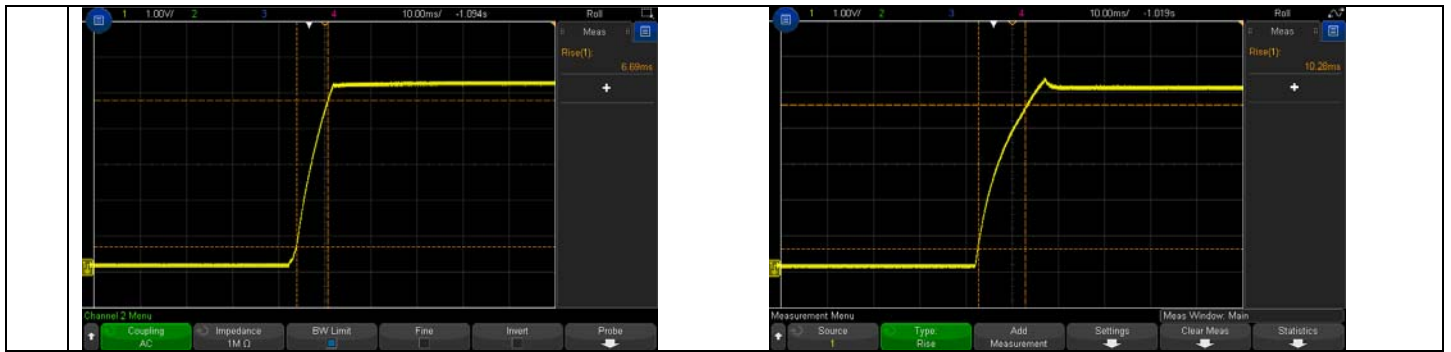 1 1.00V/ 2 3 4 10.00ms/ -1.094s Roll
Meas
Rise(1):
6.69ms
+
Channel 2 Menu
Coupling Impedance BW Limit Fine Invert Probe
AC 1M Ω
1 1.00V/ 2 3 4 10.00ms/ -1.019s Roll
Meas
Rise(1):
10.28ms
+
Measurement Menu Meas Window: Main
Source Type: Add Settings Clear Meas Statistics
1 Rise Measurement